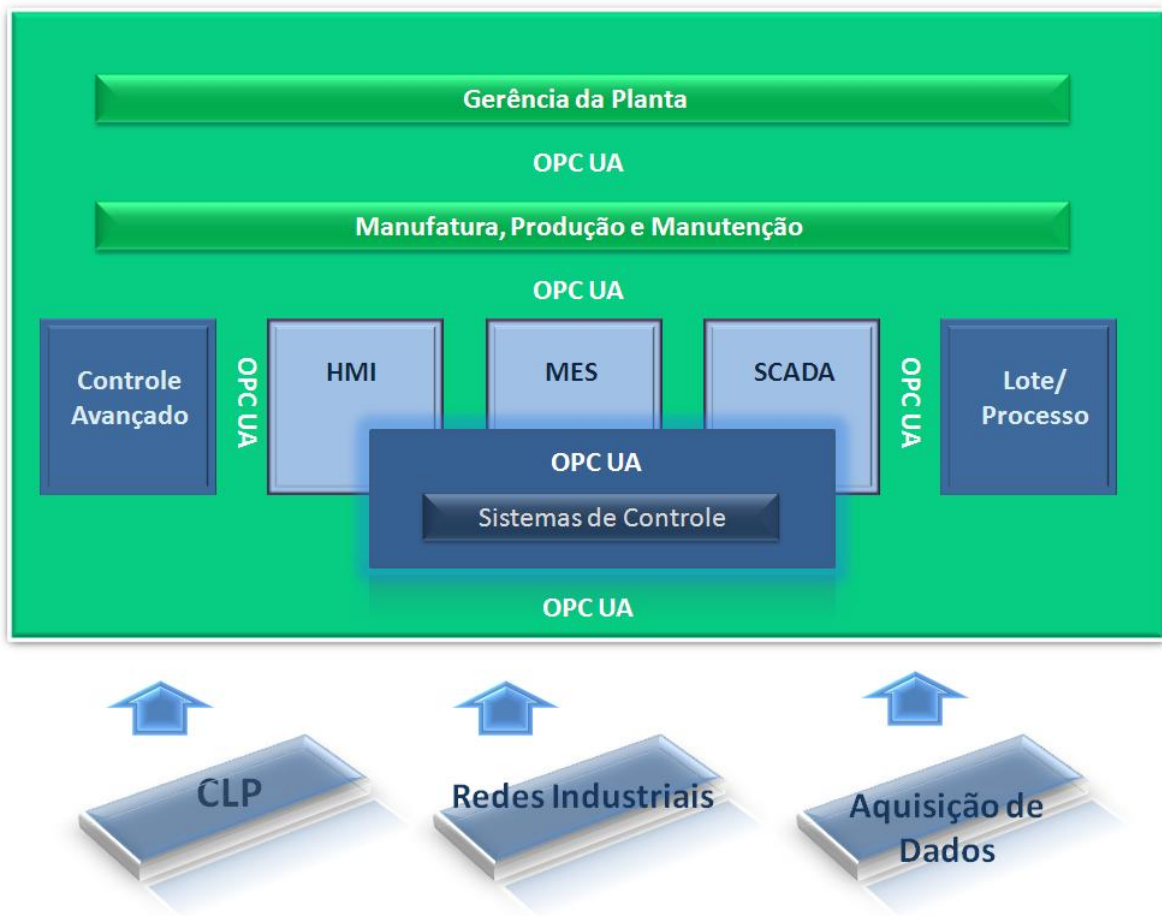 Gerência da Planta
OPC UA
Manufatura, Produção e Manutenção
OPC UA
Controle
Avançado
OPC UA
HMI
MES
SCADA
OPC UA
Lote/
Processo
OPC UA
Sistemas de Controle
OPC UA
CLP
Redes Industriais
Aquisição de
Dados